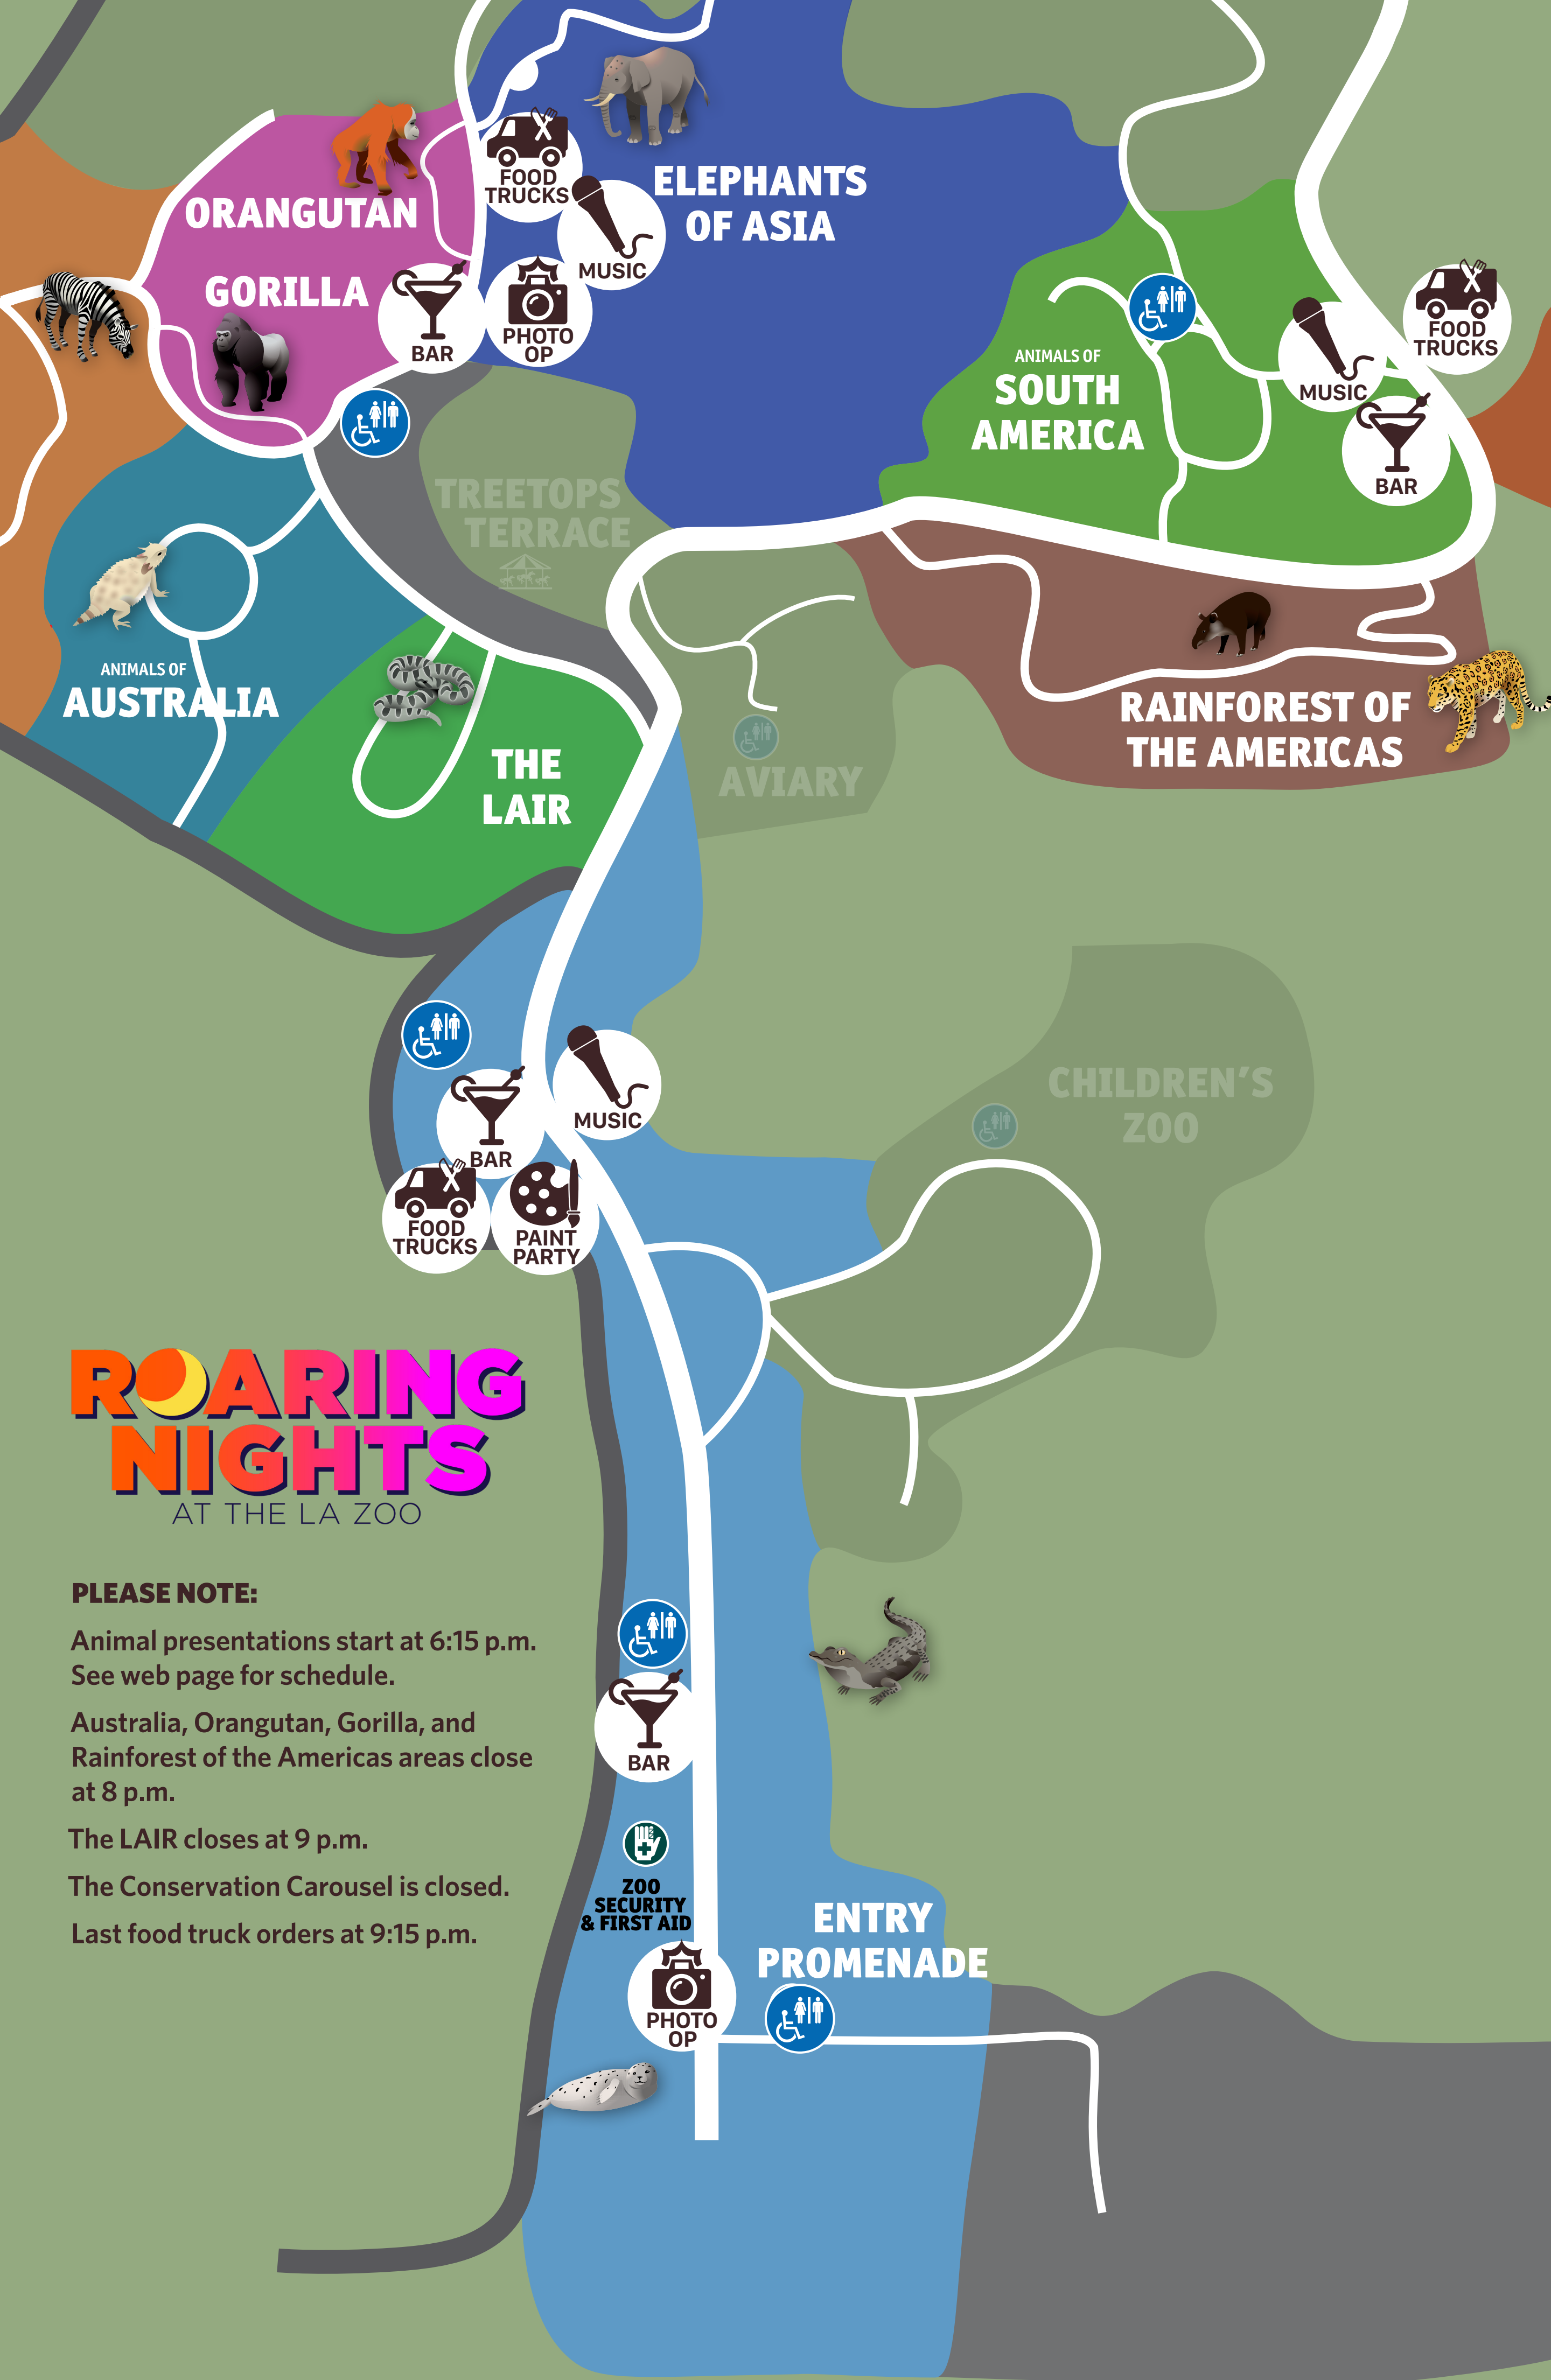 FOOD
TRUCKS
ELEPHANTS
OF ASIA
MUSIC
ORANGUTAN
GORILLA
BAR
PHOTO
OP
ANIMALS OF
SOUTH
AMERICA
MUSIC
FOOD
TRUCKS
BAR
TREETOPS
TERRACE
ANIMALS OF
AUSTRALIA
THE
LAIR
AVIARY
RAINFOREST OF
THE AMERICAS
MUSIC
BAR
FOOD
TRUCKS
PAINT
PARTY
CHILDREN'S
ZOO
ROARING
NIGHTS
AT THE LA ZOO
PLEASE NOTE:
Animal presentations start at 6:15 p.m.
See web page for schedule.
Australia, Orangutan, Gorilla, and
Rainforest of the Americas areas close
at 8 p.m.
The LAIR closes at 9 p.m.
The Conservation Carousel is closed.
Last food truck orders at 9:15 p.m.
BAR
ZOO
SECURITY
& FIRST AID
ENTRY
PROMENADE
PHOTO
OP